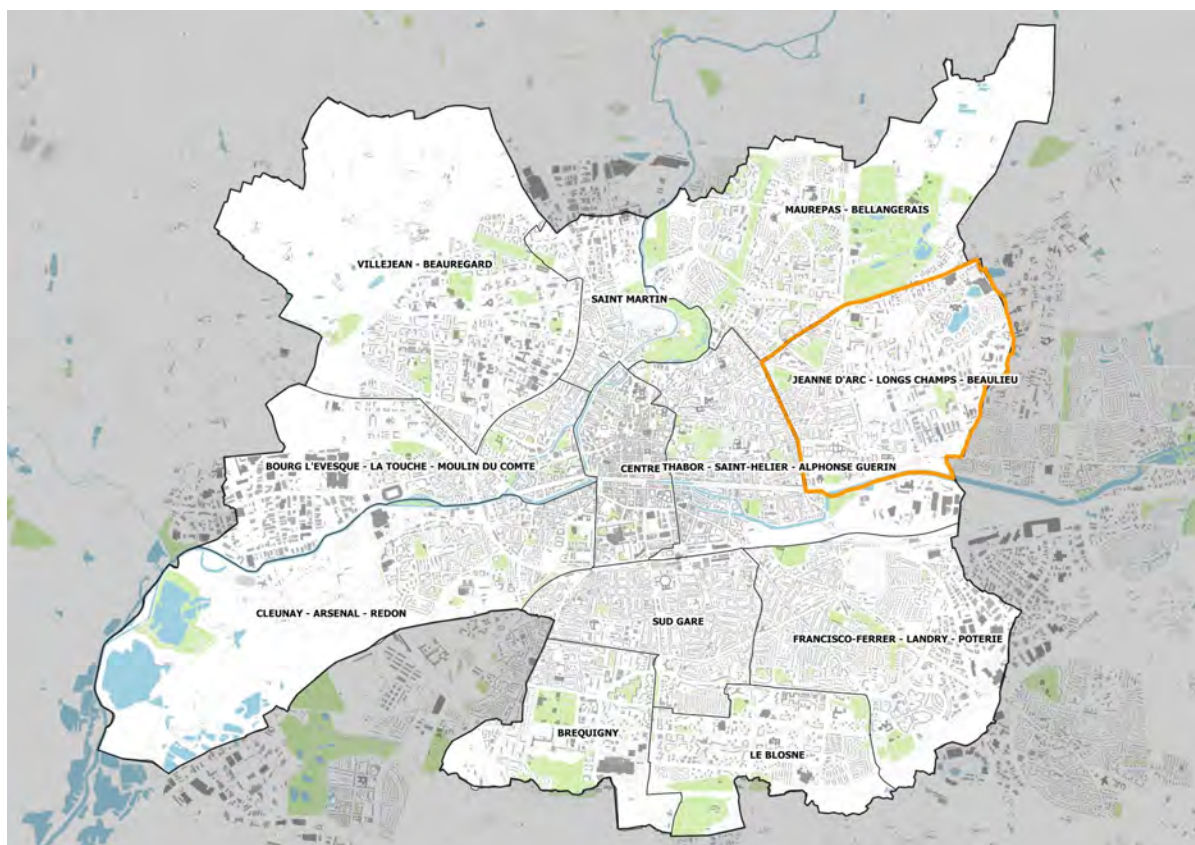 MAUREPAS - BELLANGERAIS
VILLEJEAN - BEAUREGARD
SAINT MARTIN
JEANNE D'ARC - LONGS CHAMPS - BEAULIEU
BOURG L'EVESQUE - LA TOUCHE - MOULIN DU COMTE
CENTRE
THABOR - SAINT-HELIER - ALPHONSE GUERIN
CLEUNAY - ARSENAL - REDON
SUD GARE
FRANCISCO-FERRER - LANDRY - POTERIE
BREQUIGNY
LE BLOSNE